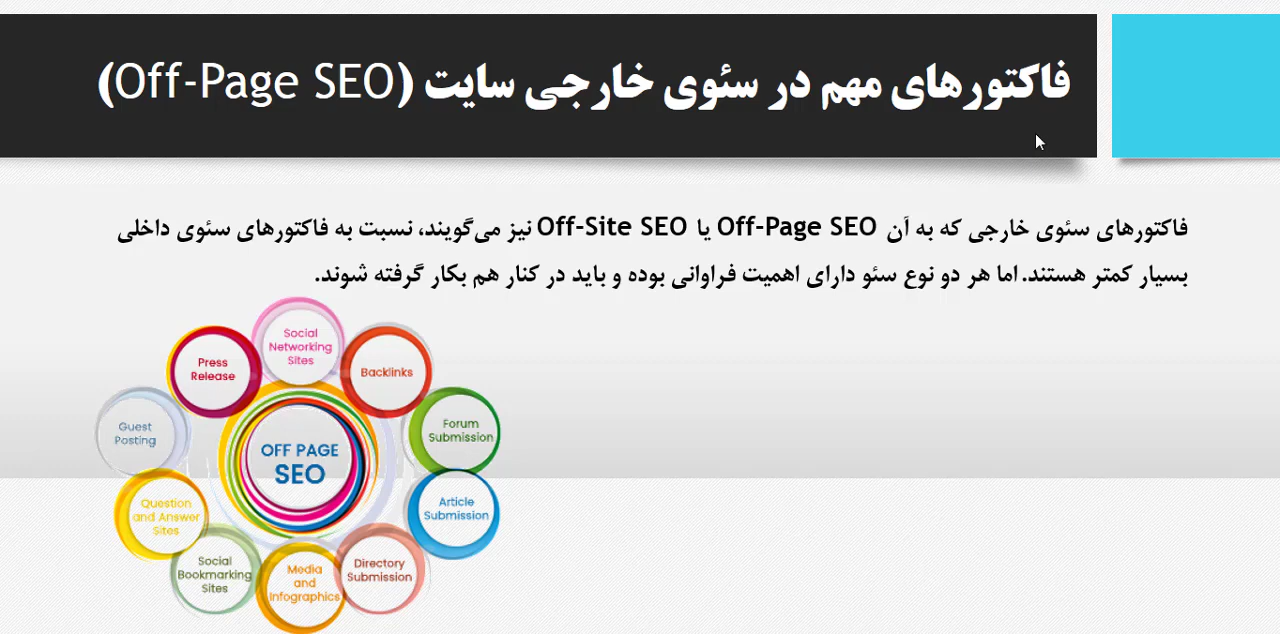 فاکتورهای مهم در سئوی خارجی سایت (Off-Page SEO)
فاکتورهای سئوی خارجی که به آن Off-Page SEO یا Off-Site SEO نیز می‌گویند، نسبت به فاکتورهای سئوی داخلی
بسیار کمتر هستند. اما هر دو نوع سئو دارای اهمیت فراوانی بوده و باید در کنار هم بکار گرفته شوند.
Social
Networking
Sites
Press
Release
Backlinks
Guest
Posting
Forum
Submission
OFF PAGE
SEO
Question
and Answer
Sites
Article
Submission
Social
Bookmarking
Sites
Media
and
Infographics
Directory
Submission